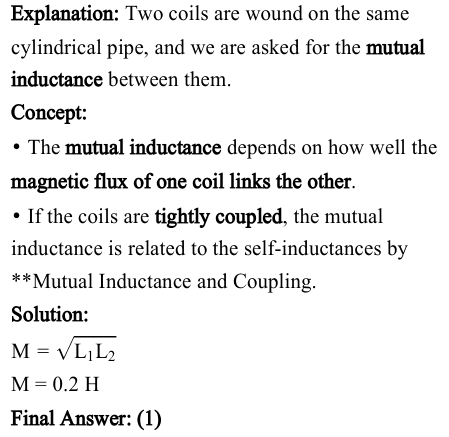 Explanation: Two coils are wound on the same
cylindrical pipe, and we are asked for the mutual
inductance between them.
Concept:
• The mutual inductance depends on how well the
magnetic flux of one coil links the other.
• If the coils are tightly coupled, the mutual
inductance is related to the self-inductances by
**Mutual Inductance and Coupling.
Solution:
M = √L₁L₂
M = 0.2 H
Final Answer: (1)